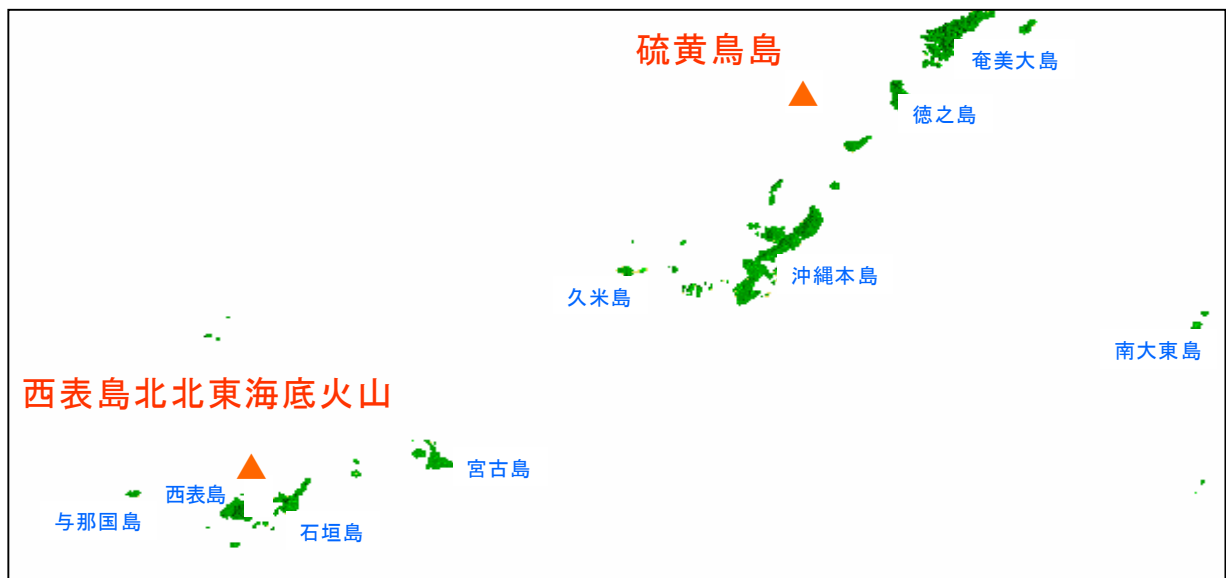 硫黄鳥島
奄美大島
徳之島
沖縄本島
久米島
南大東島
西表島北北東海底火山
宮古島
西表島
与那国島
石垣島